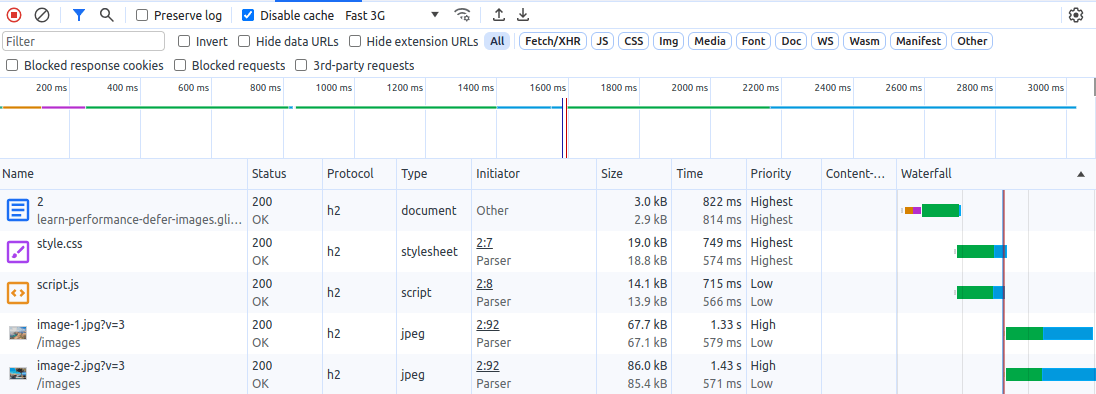 Preserve log Disable cache Fast 3G
Filter Invert Hide data URLs Hide extension URLs All Fetch/XHR JS CSS Img Media Font Doc WS Wasm Manifest Other
Blocked response cookies Blocked requests 3rd-party requests
200 ms 400 ms 600 ms 800 ms 1000 ms 1200 ms 1400 ms 1600 ms 1800 ms 2000 ms 2200 ms 2400 ms 2600 ms 2800 ms 3000 ms
Name Status Protocol Type Initiator Size Time Priority Content-... Waterfall
2 200 h2 document Other 3.0 kB 822 ms Highest
learn-performance-defer-images.gli... OK 2.9 kB 814 ms Highest
style.css 200 h2 stylesheet 2:7 19.0 kB 749 ms Highest
OK Parser 18.8 kB 574 ms Highest
script.js 200 h2 script 2:8 14.1 kB 715 ms Low
OK Parser 13.9 kB 566 ms Low
image-1.jpg?v=3 200 h2 jpeg 2:92 67.7 kB 1.33 s High
/images OK Parser 67.1 kB 579 ms Low
image-2.jpg?v=3 200 h2 jpeg 2:92 86.0 kB 1.43 s High
/images OK Parser 85.4 kB 571 ms Low